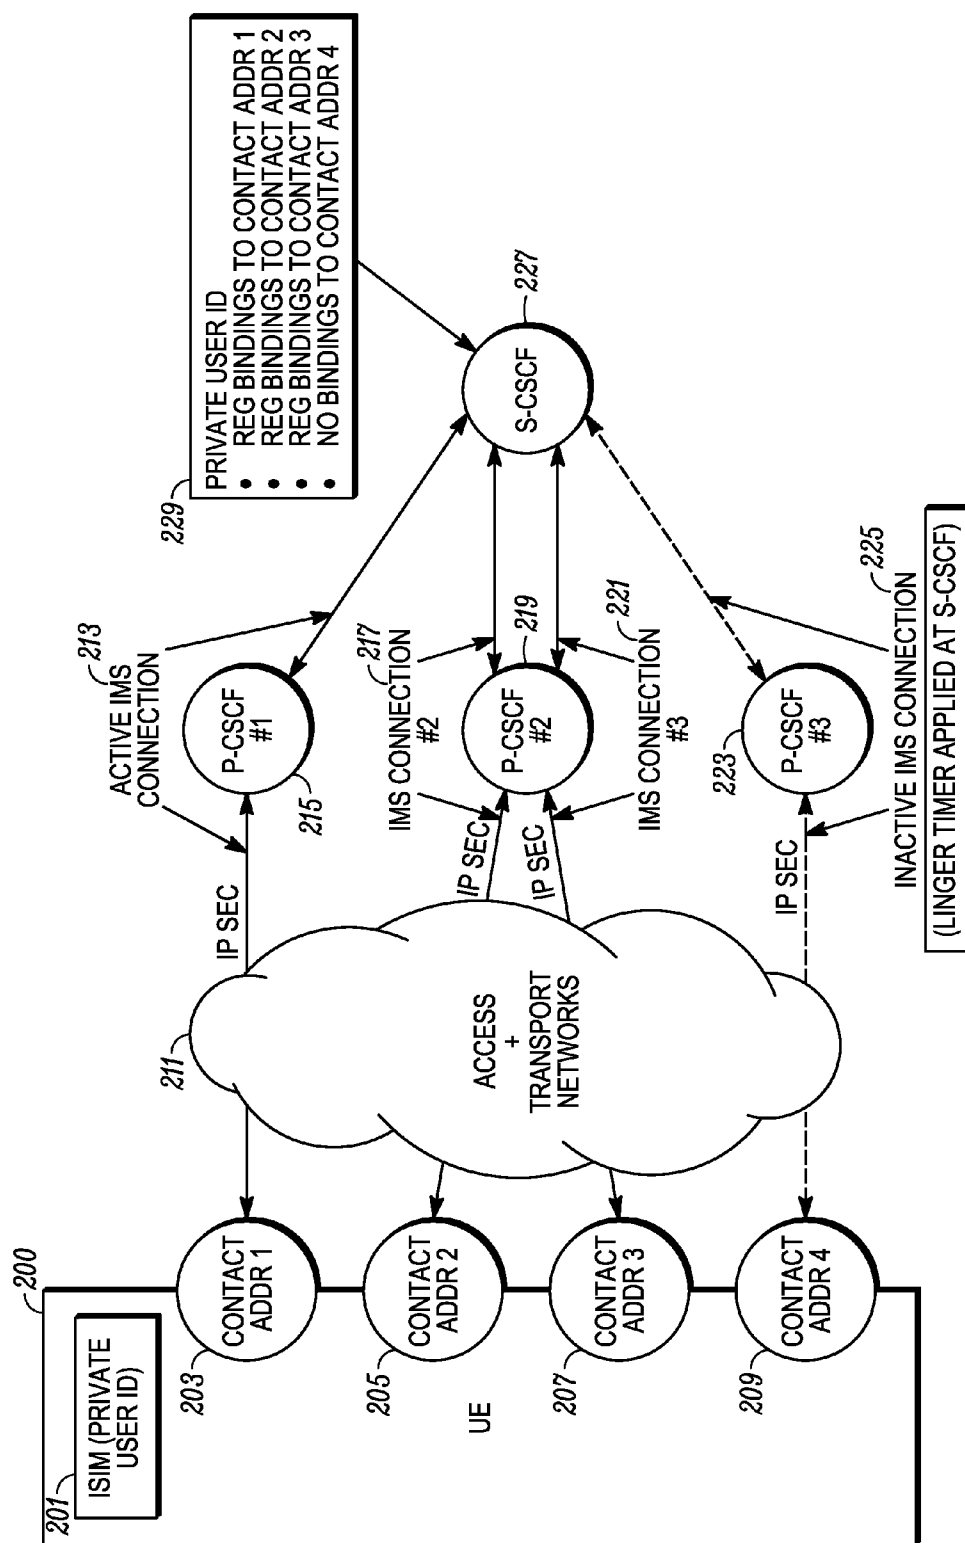 200
201
ISIM (PRIVATE
USER ID)
UE
203
CONTACT
ADDR 1
205
CONTACT
ADDR 2
207
CONTACT
ADDR 3
209
CONTACT
ADDR 4
211
ACCESS
+
TRANSPORT
NETWORKS
IP SEC
IP SEC
IP SEC
IP SEC
213
ACTIVE IMS
CONNECTION
P-CSCF
#1
215
217
IMS CONNECTION
#2
P-CSCF
#2
219
221
IMS CONNECTION
#3
P-CSCF
#3
223
225
INACTIVE IMS CONNECTION
(LINGER TIMER APPLIED AT S-CSCF)
S-CSCF
227
229
PRIVATE USER ID
• REG BINDINGS TO CONTACT ADDR 1
• REG BINDINGS TO CONTACT ADDR 2
• REG BINDINGS TO CONTACT ADDR 3
• NO BINDINGS TO CONTACT ADDR 4